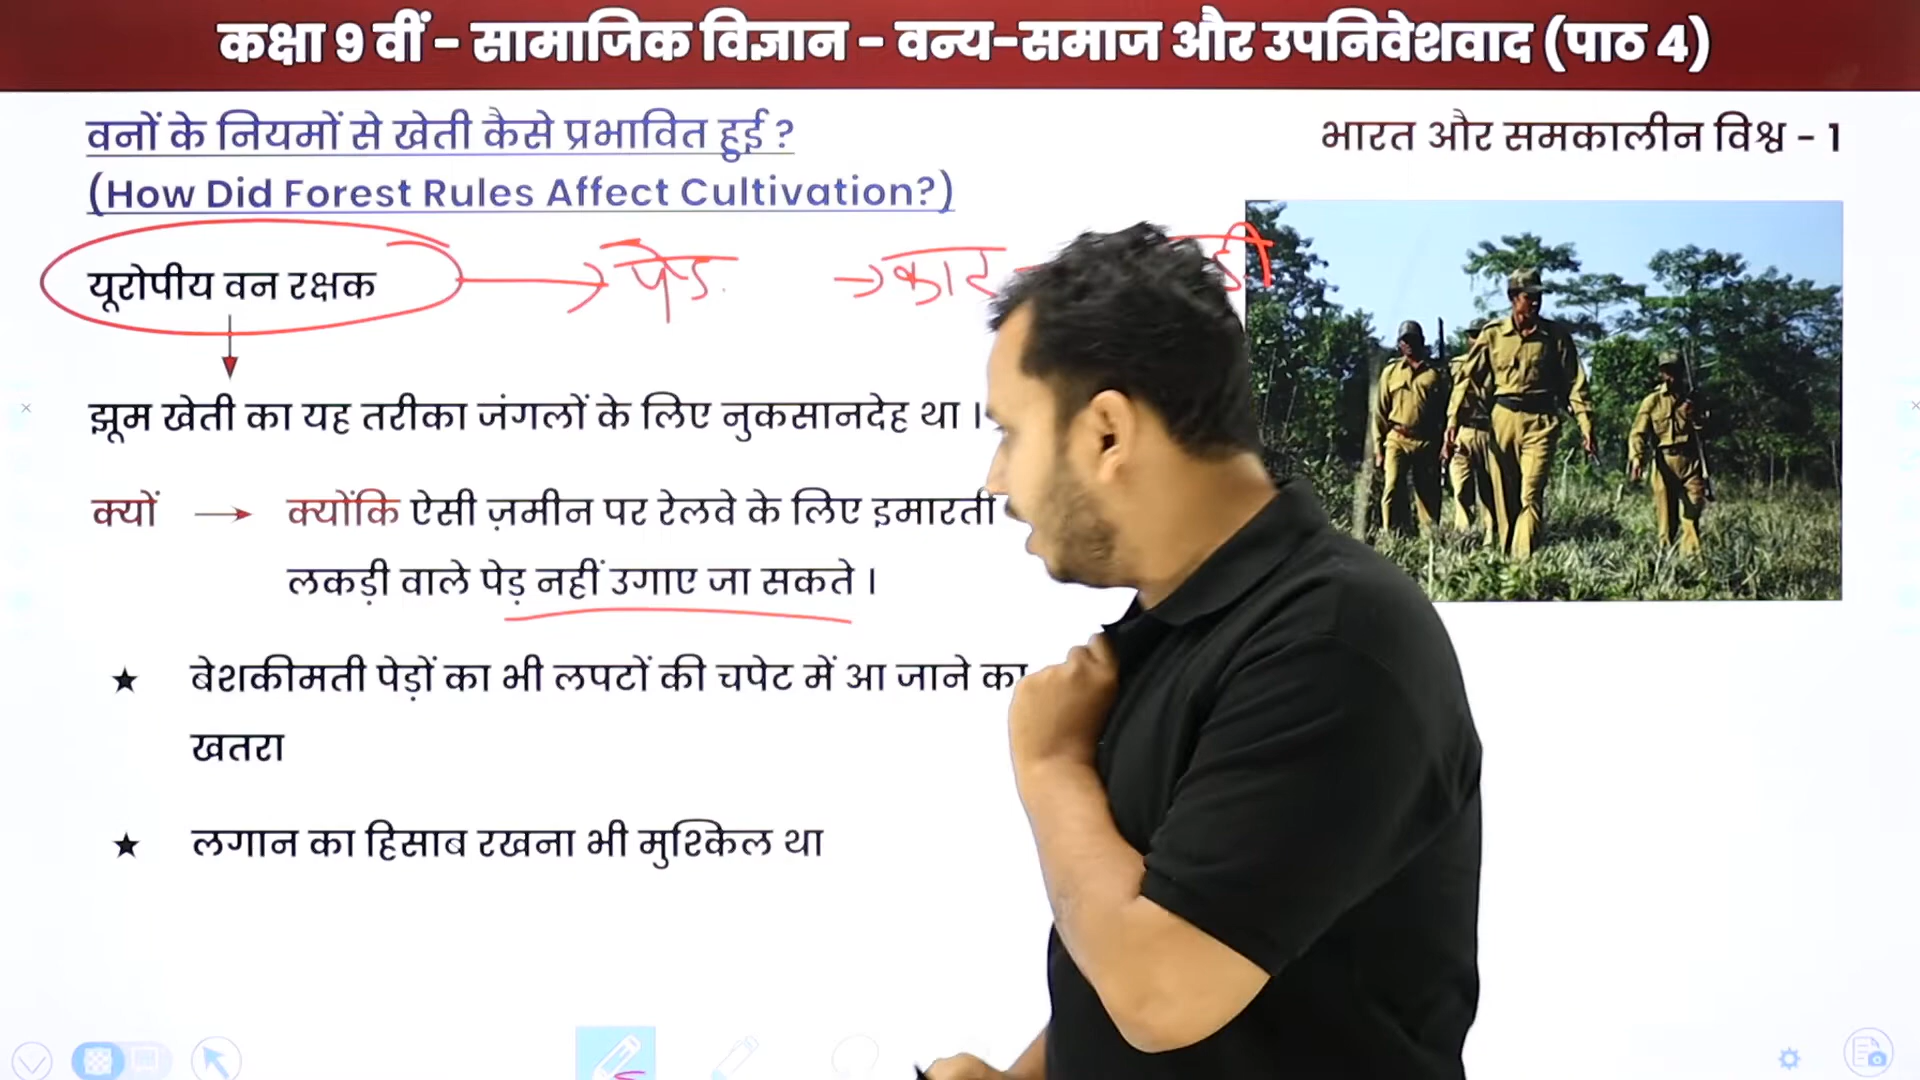 कक्षा 9 वीं - सामाजिक विज्ञान - वन्य-समाज और उपनिवेशवाद (पाठ 4)
वनों के नियमों से खेती कैसे प्रभावित हुई ?
भारत और समकालीन विश्व - 1
(How Did Forest Rules Affect Cultivation?)
यूरोपीय वन रक्षक
पेड़
झूम खेती का यह तरीका जंगलों के लिए नुकसानदेह था ।
क्यों → क्योंकि ऐसी ज़मीन पर रेलवे के लिए इमारती
लकड़ी वाले पेड़ नहीं उगाए जा सकते ।
★ बेशकीमती पेड़ों का भी लपटों की चपेट में आ जाने का
खतरा
★ लगान का हिसाब रखना भी मुश्किल था